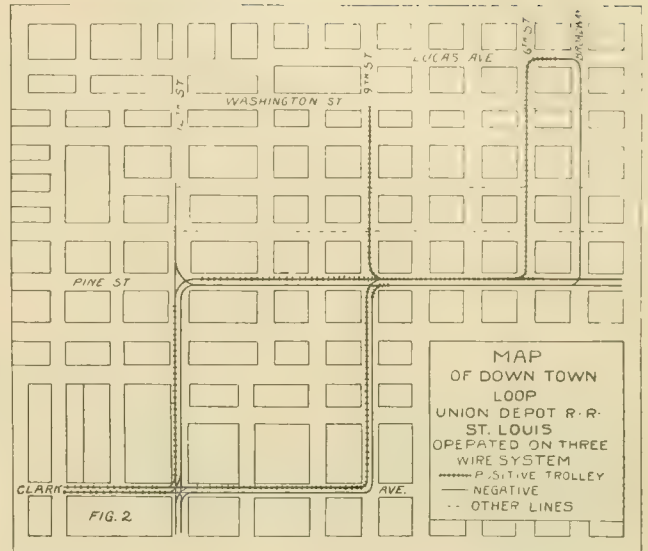 6TH ST
BROADWAY
LUCAS AVE
9TH ST
WASHINGTON ST
12TH ST
PINE ST
MAP
OF DOWN TOWN
LOOP
UNION DEPOT R·R·
ST. LOUIS
OPERATED ON THREE
WIRE SYSTEM
POSITIVE TROLLEY
NEGATIVE
OTHER LINES
CLARK AVE.
FIG. 2